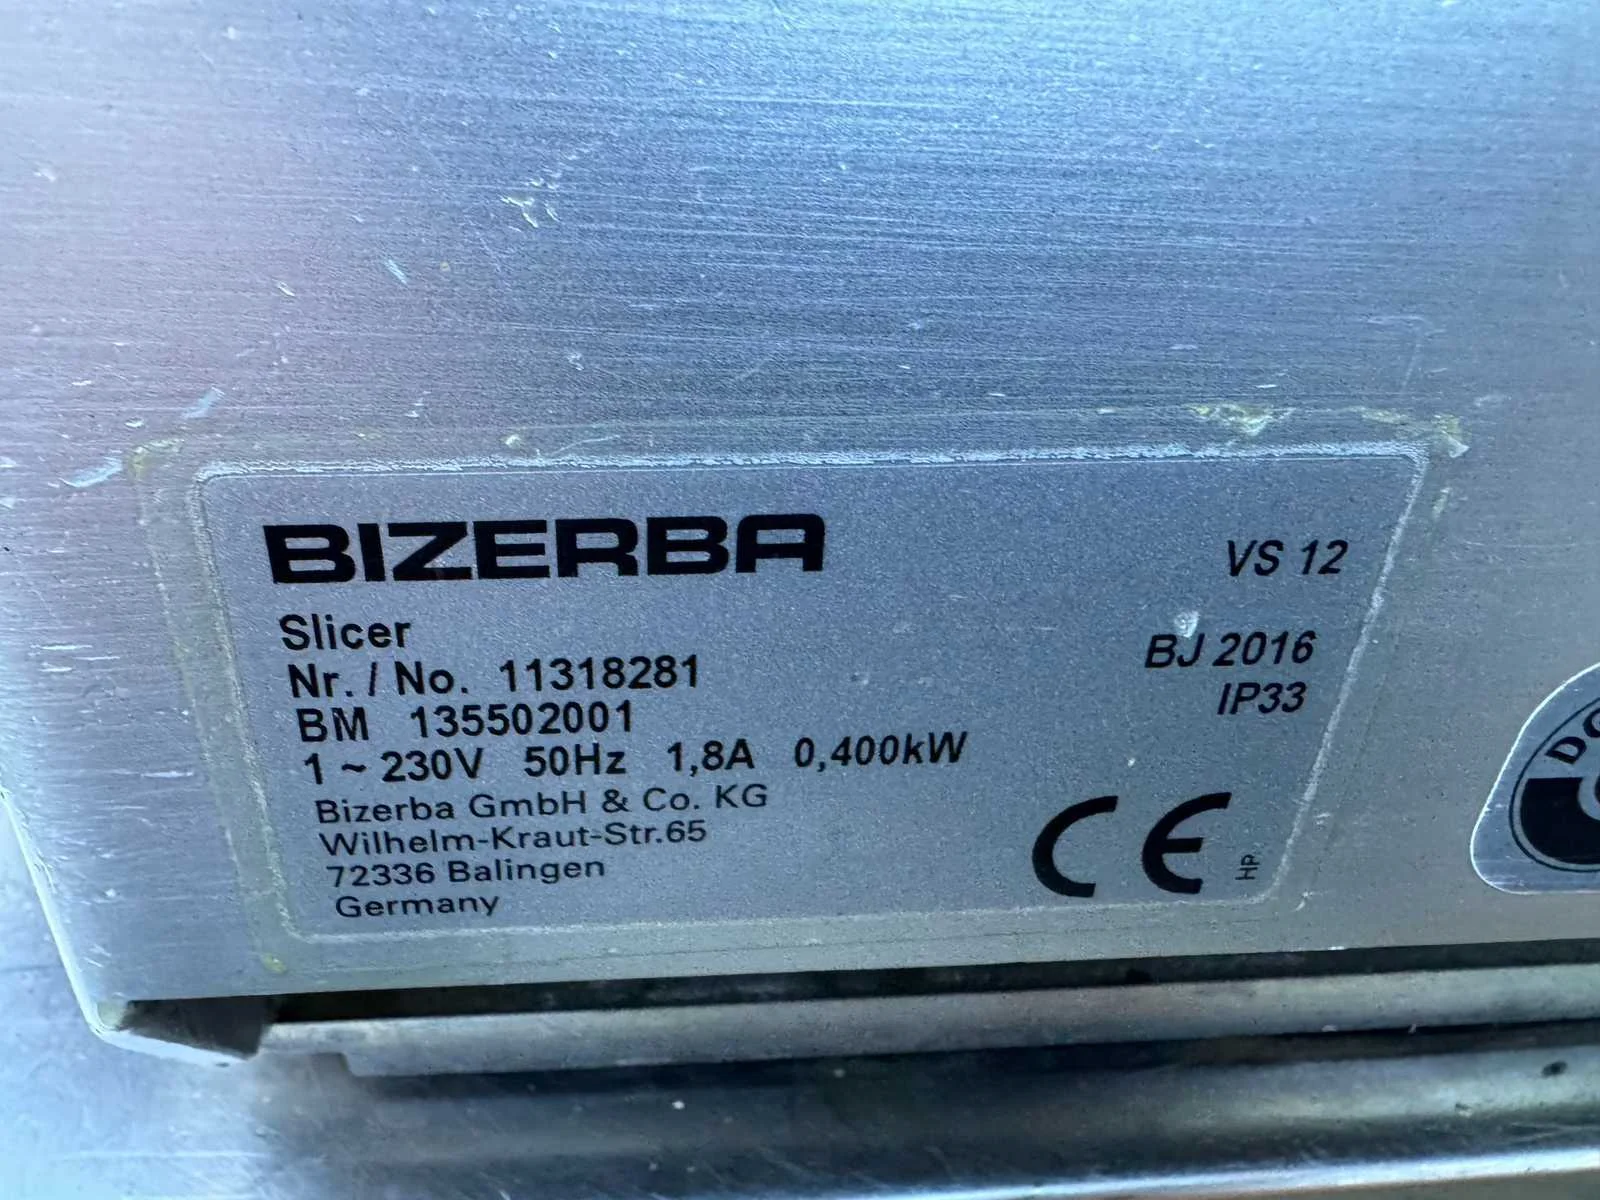 BIZERBA
VS 12
Slicer
Nr. / No. 11318281
BJ 2016
BM 135502001
IP33
1 ~ 230V 50Hz 1,8A 0,400kW
Bizerba GmbH & Co. KG
Wilhelm-Kraut-Str.65
72336 Balingen
Germany
CE
HP